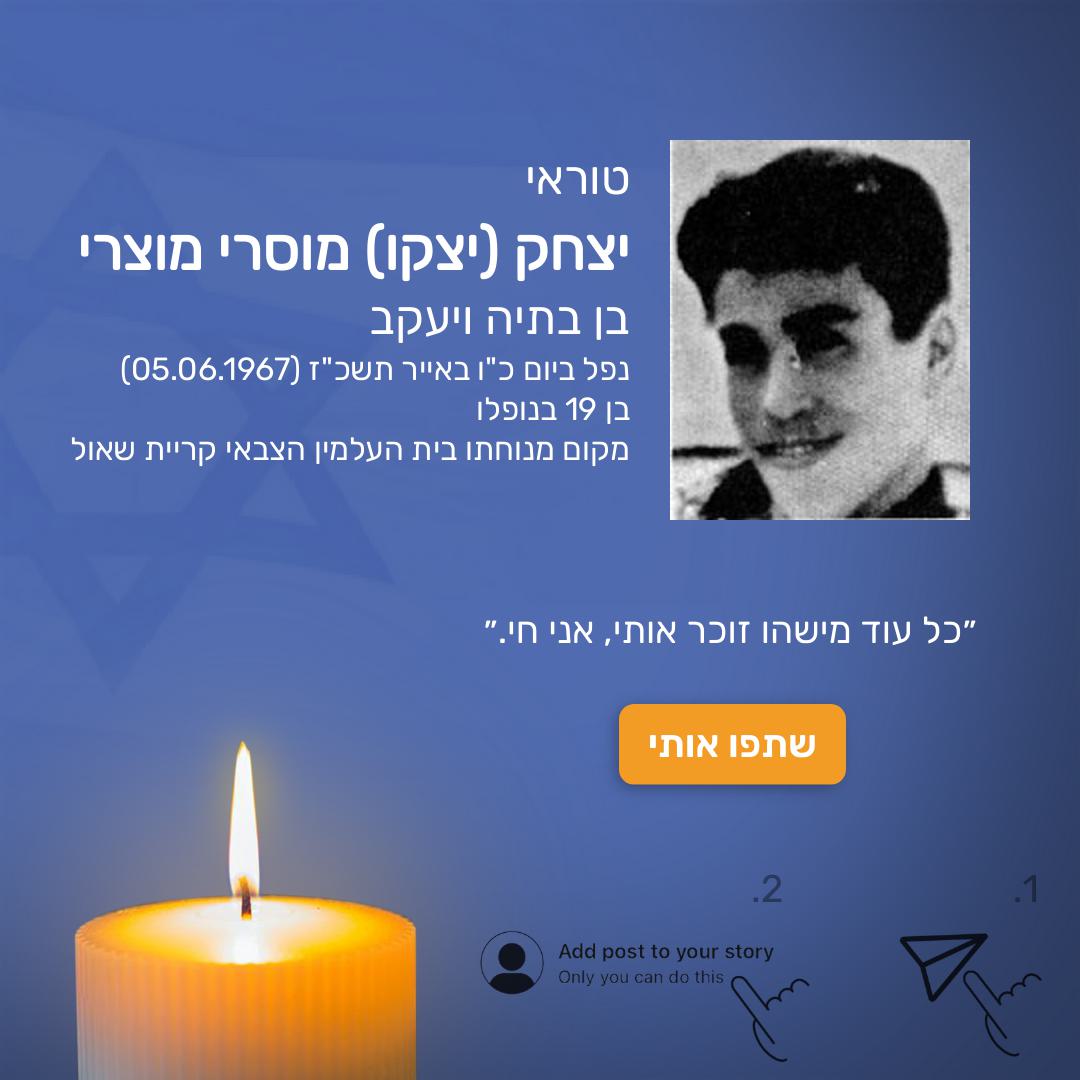 טוראי
יצחק (יצקו) מוסרי מוצרי
בן בתיה ויעקב
נפל ביום כ"ו באייר תשכ"ז (05.06.1967)
בן 19 בנופלו
מקום מנוחתו בית העלמין הצבאי קריית שאול
״כל עוד מישהו זוכר אותי, אני חי.״
שתפו אותי
.1
.2
Add post to your story
Only you can do this